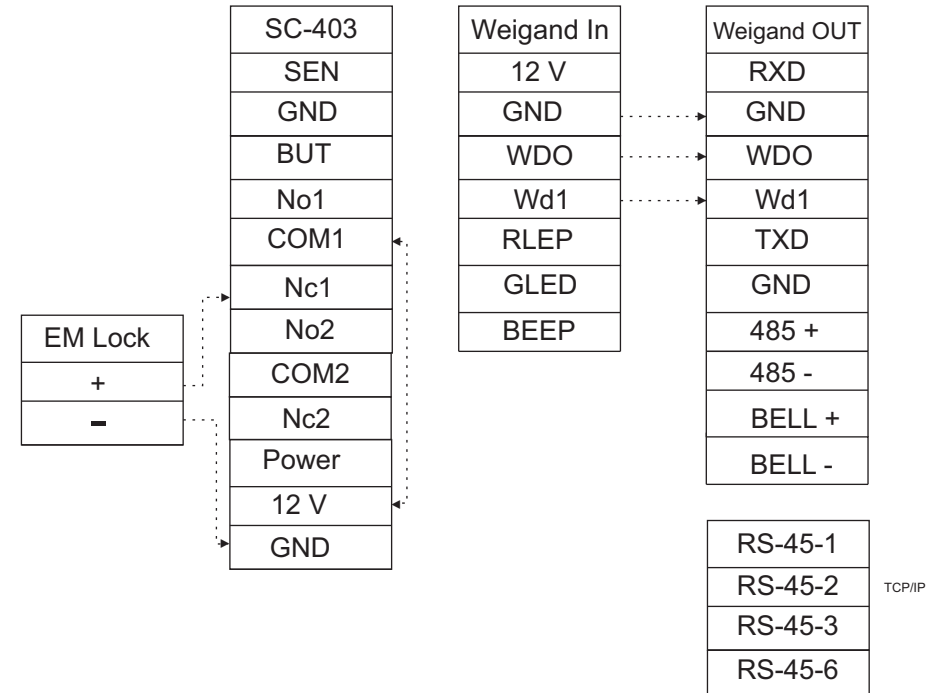 SC-403
SEN
GND
BUT
No1
COM1
Nc1
No2
COM2
Nc2
Power
12 V
GND
EM Lock
+
-
Weigand In
12 V
GND
WDO
Wd1
RLEP
GLED
BEEP
Weigand OUT
RXD
GND
WDO
Wd1
TXD
GND
485 +
485 -
BELL +
BELL -
RS-45-1
RS-45-2
RS-45-3
RS-45-6
TCP/IP